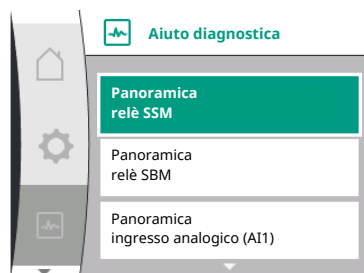 Aiuto diagnostica
Panoramica
relè SSM
Panoramica
relè SBM
Panoramica
ingresso analogico (AI1)